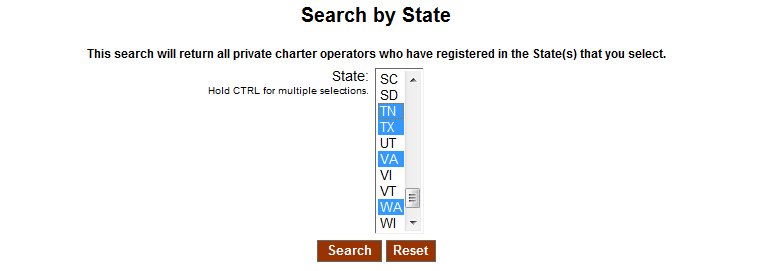 Search by State
This search will return all private charter operators who have registered in the State(s) that you select.
State:
Hold CTRL for multiple selections.
SC
SD
TN
TX
UT
VA
VI
VT
WA
WI
Search Reset